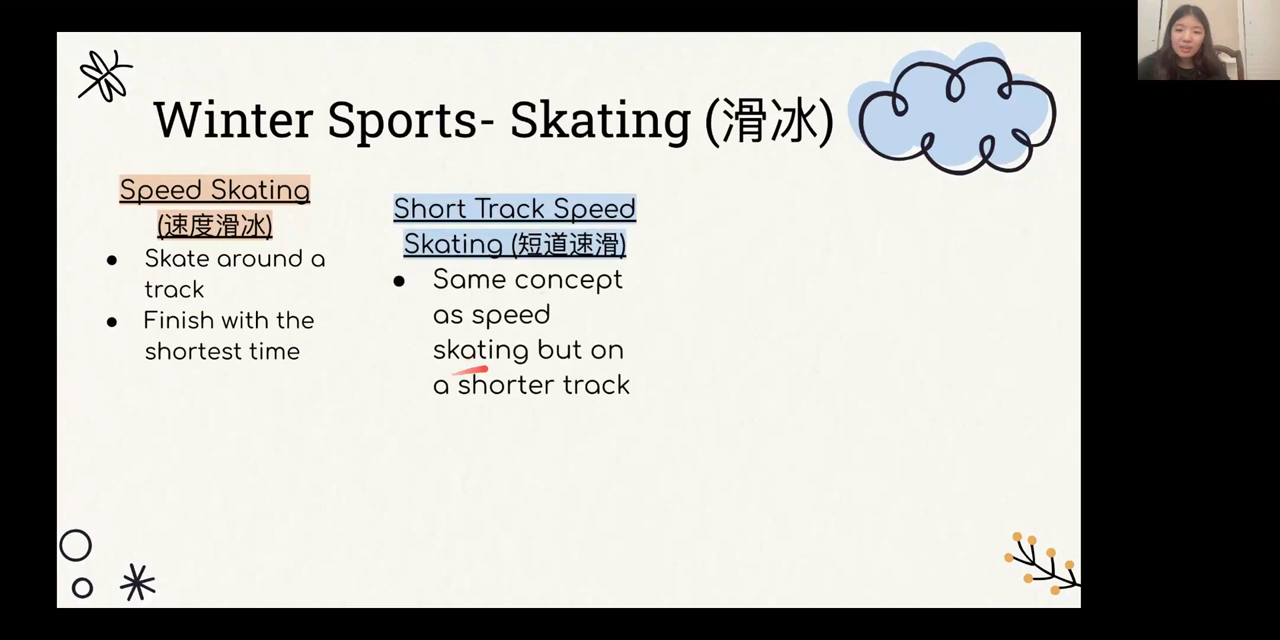 Winter Sports- Skating (滑冰)
Speed Skating
(速度滑冰)
● Skate around a
track
● Finish with the
shortest time
Short Track Speed
Skating (短道速滑)
● Same concept
as speed
skating but on
a shorter track